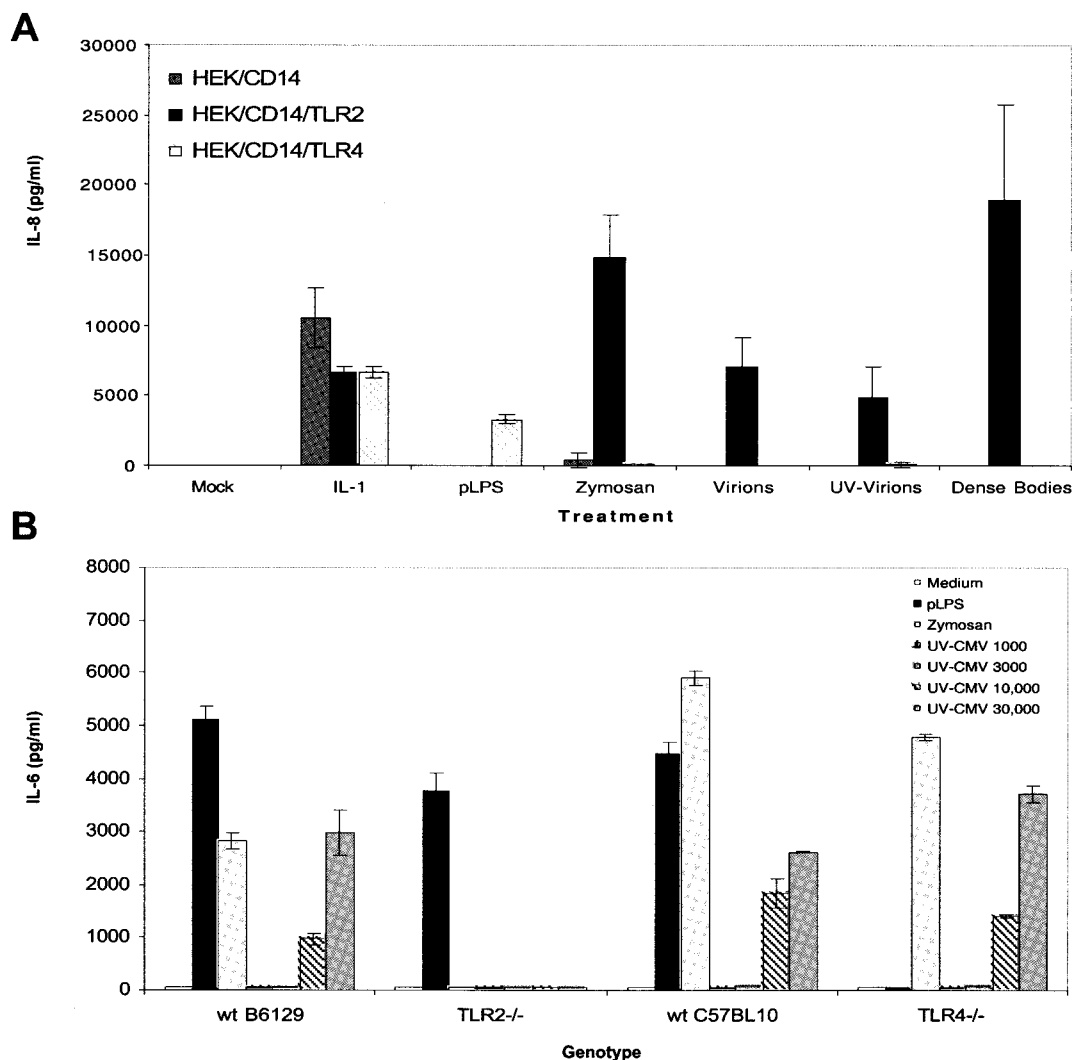 A
30000
25000
20000
15000
10000
5000
0
IL-8 (pg/ml)
HEK/CD14
HEK/CD14/TLR2
HEK/CD14/TLR4
Mock IL-1 pLPS Zymosan Virions UV-Virions Dense Bodies
Treatment
B
8000
7000
6000
5000
4000
3000
2000
1000
0
IL-6 (pg/ml)
Medium
pLPS
Zymosan
UV-CMV 1000
UV-CMV 3000
UV-CMV 10,000
UV-CMV 30,000
wt B6129 TLR2-/- wt C57BL10 TLR4-/-
Genotype